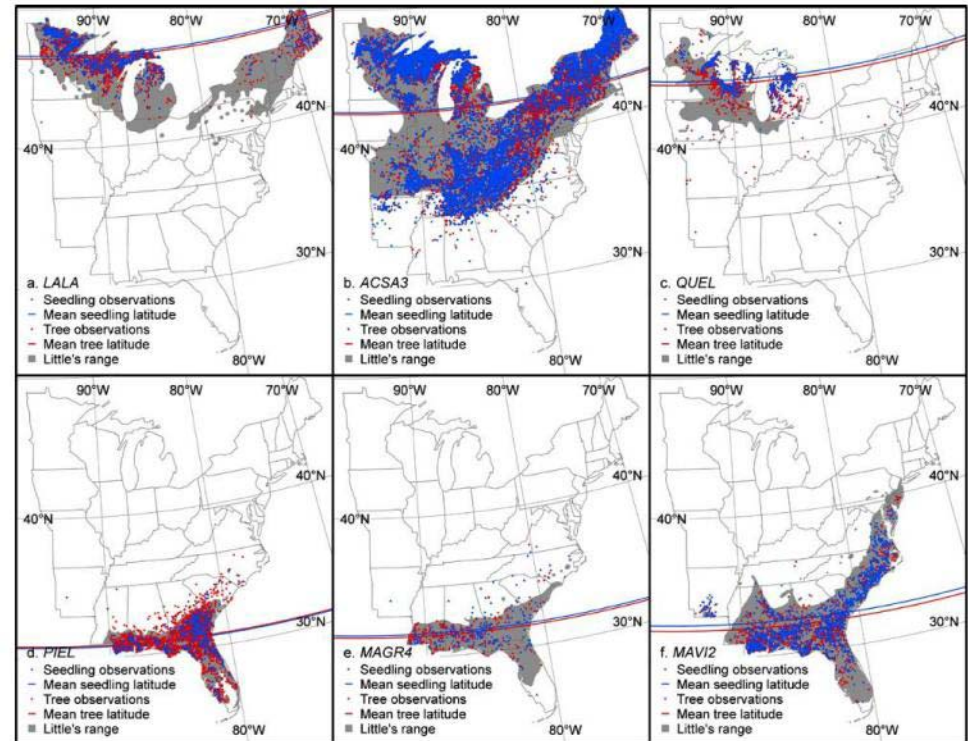 90°W 80°W 70°W
40°N
40°N
30°N
a. LALA
Seedling observations
Mean seedling latitude
Tree observations
Mean tree latitude
Little's range
80°W
90°W 80°W 70°W
40°N
40°N
30°N
b. ACSA3
Seedling observations
Mean seedling latitude
Tree observations
Mean tree latitude
Little's range
80°W
90°W 80°W 70°W
40°N
40°N
30°N
c. QUEL
Seedling observations
Mean seedling latitude
Tree observations
Mean tree latitude
Little's range
80°W
90°W 80°W 70°W
40°N
40°N
30°N
d. PIEL
Seedling observations
Mean seedling latitude
Tree observations
Mean tree latitude
Little's range
80°W
90°W 80°W 70°W
40°N
40°N
30°N
e. MAGR4
Seedling observations
Mean seedling latitude
Tree observations
Mean tree latitude
Little's range
80°W
90°W 80°W 70°W
40°N
40°N
30°N
f. MAVI2
Seedling observations
Mean seedling latitude
Tree observations
Mean tree latitude
Little's range
80°W